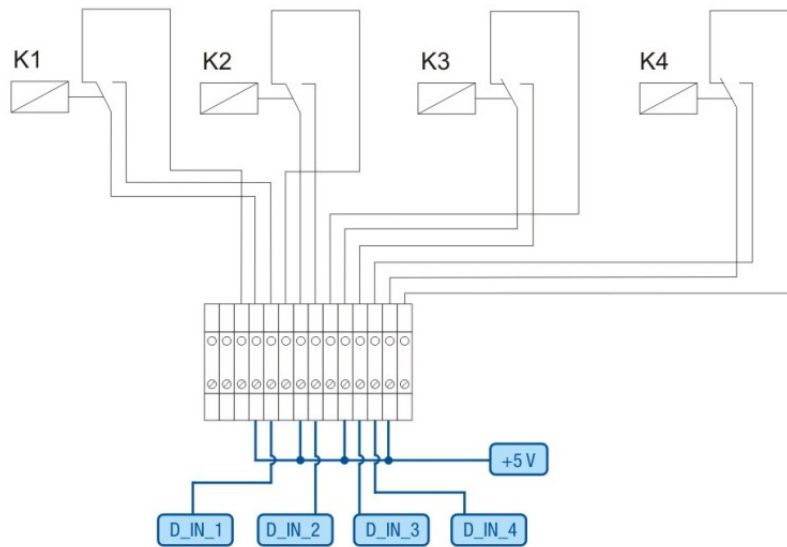 K1
K2
K3
K4
+5 V
D_IN_1
D_IN_2
D_IN_3
D_IN_4